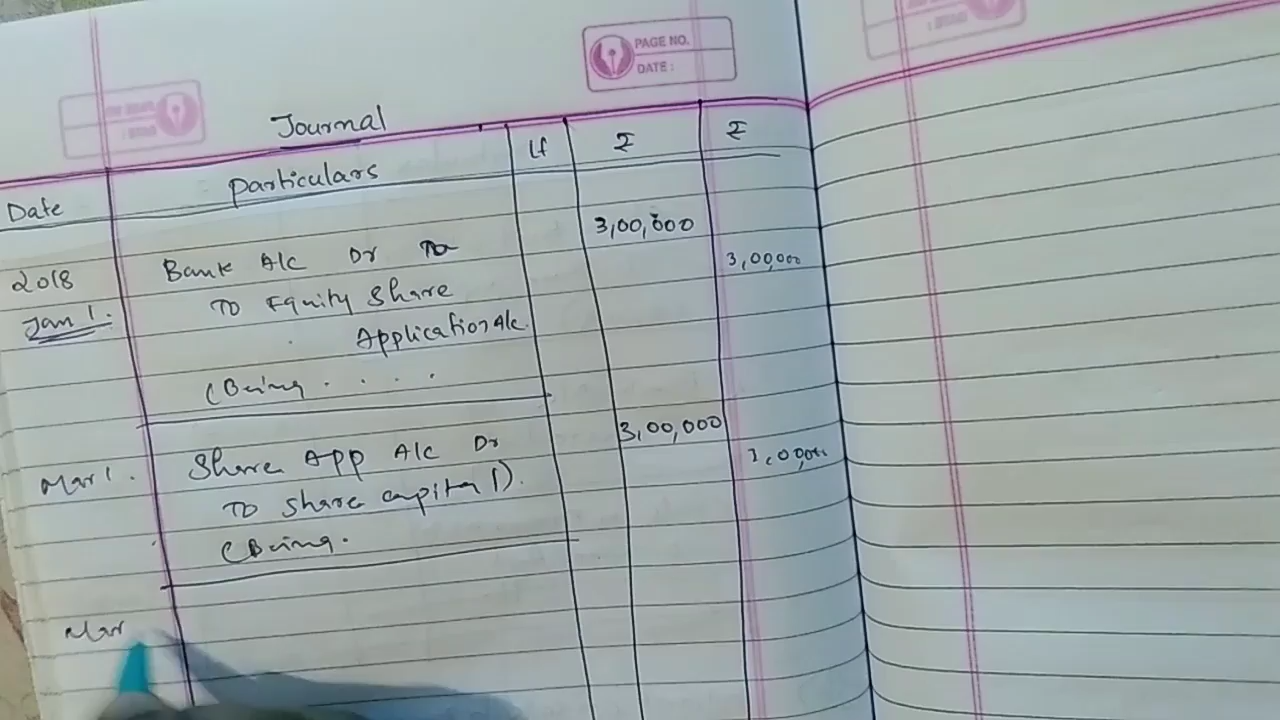 PAGE NO.
DATE :
Journal
Date Particulars Lf ₹ ₹
2018 Bank A/c Dr To 3,00,000
Jan 1. To Equity Share 3,00,000
Application A/c.
(Being . . . .
Mar 1. Share App A/c Dr 3,00,000
To share capital). 3,00,000
(Being.
Mar